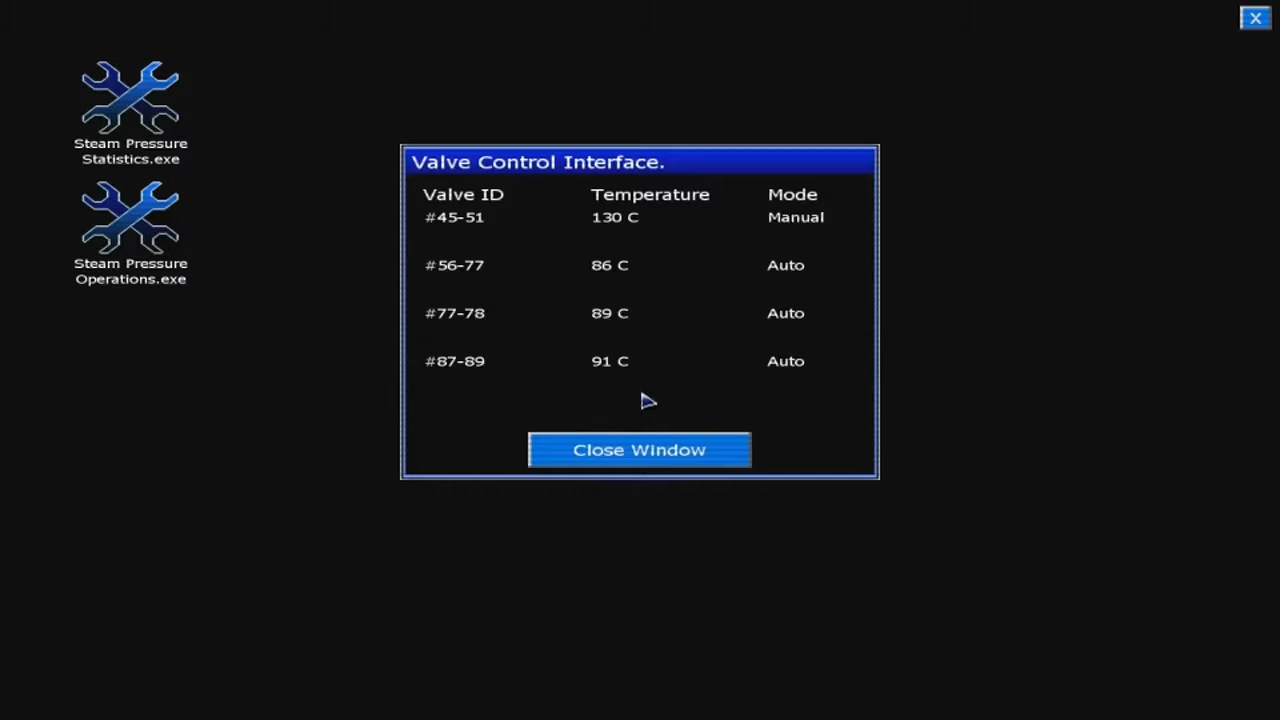 X
Steam Pressure
Statistics.exe
Steam Pressure
Operations.exe
Valve Control Interface.
Valve ID Temperature Mode
#45-51 130 C Manual
#56-77 86 C Auto
#77-78 89 C Auto
#87-89 91 C Auto
Close Window